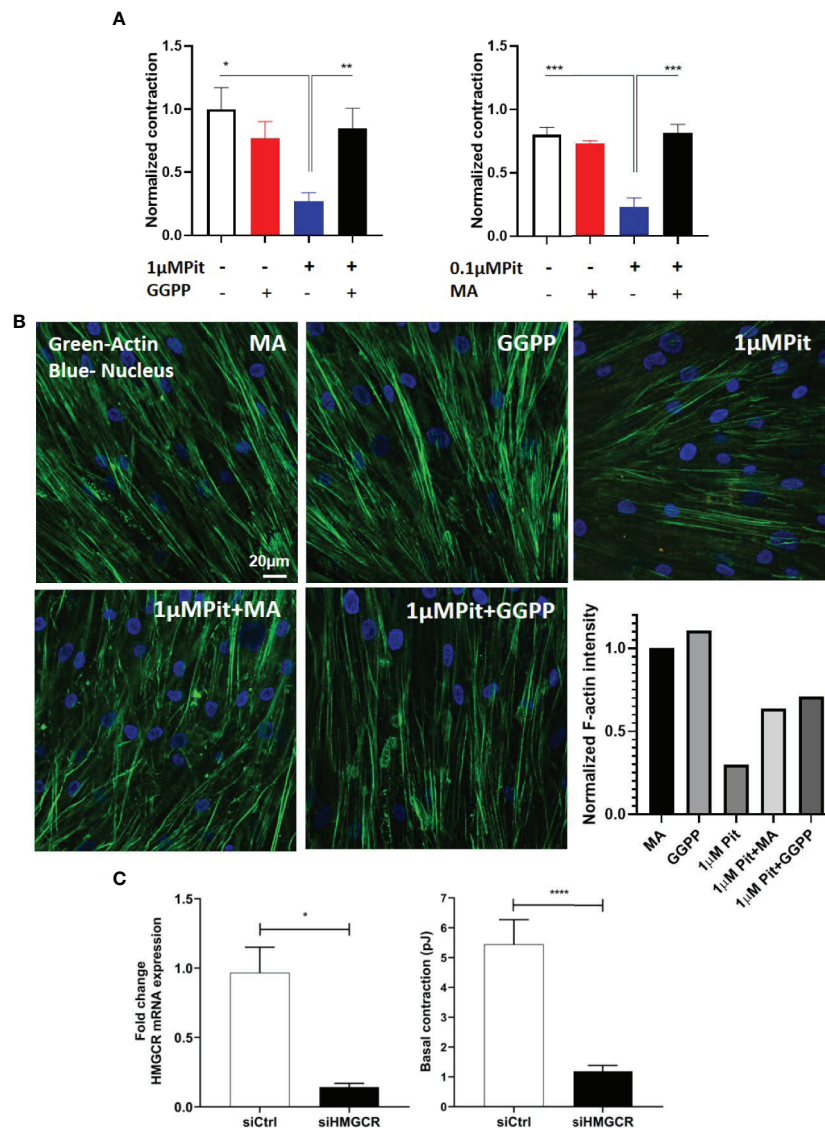 A
Normalized contraction
1.5
1.0
0.5
0.0
*
**
1µMPit - - + +
GGPP - + - +
Normalized contraction
1.5
1.0
0.5
0.0
***
***
0.1µMPit - - + +
MA - + - +
B
Green-Actin
Blue- Nucleus
MA
20µm
GGPP
1µMPit
1µMPit+MA
1µMPit+GGPP
Normalized F-actin intensity
1.0
0.5
0.0
MA
GGPP
1µM Pit
1µM Pit+MA
1µM Pit+GGPP
C
Fold change
HMGCR mRNA expression
1.5
1.0
0.5
0.0
*
siCtrl siHMGCR
Basal contraction (pJ)
7
6
5
4
3
2
1
0
****
siCtrl siHMGCR